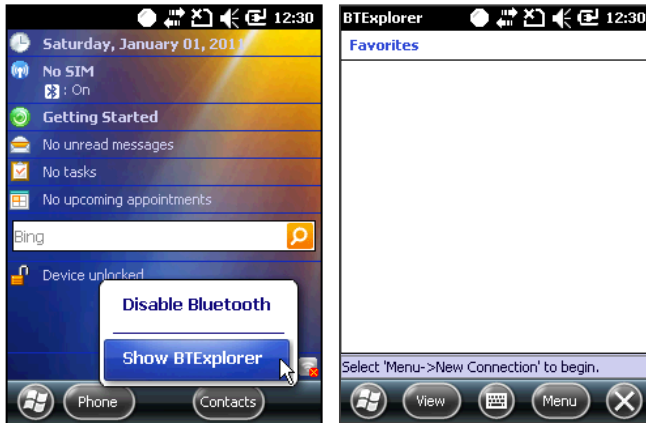 12:30
Saturday, January 01, 2011
No SIM
: On
Getting Started
No unread messages
No tasks
No upcoming appointments
Bing
Device unlocked
Disable Bluetooth
Show BTExplorer
Phone
Contacts
BTExplorer 12:30
Favorites
Select 'Menu->New Connection' to begin.
View
Menu